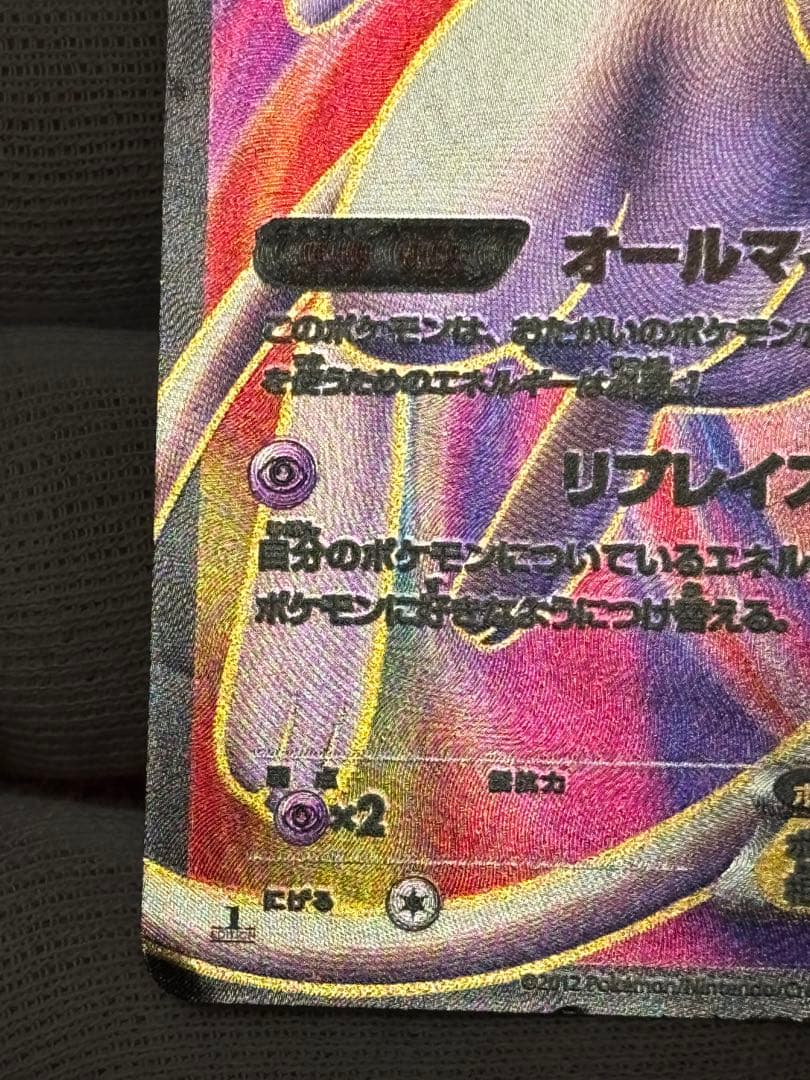 オールマ
このポケモンは、おたがいのポケモン
を使うためのエネルギーは必要
リプレイス
自分のポケモンについているエネル
ポケモンに好きなようにつけ替える。
弱点 抵抗力
×2
にげる
1
EDITION
©2012 Pokémon/Nintendo/Cr